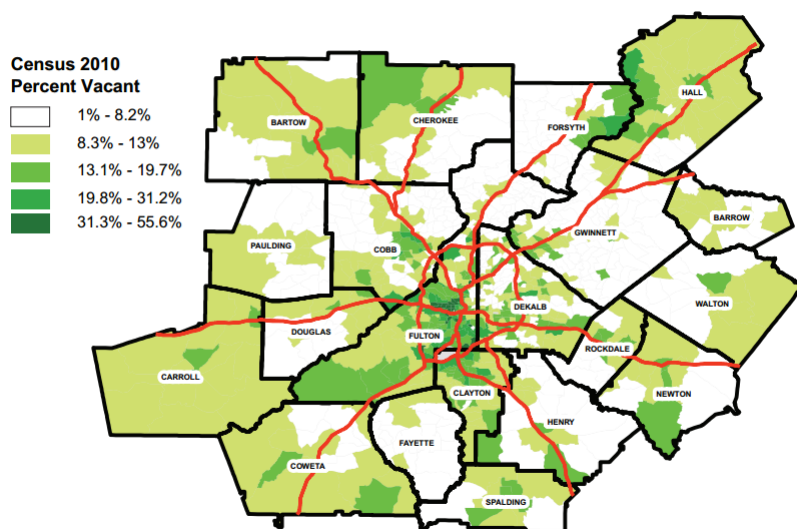 Census 2010
Percent Vacant
1% - 8.2%
8.3% - 13%
13.1% - 19.7%
19.8% - 31.2%
31.3% - 55.6%
HALL
BARTOW
CHEROKEE
FORSYTH
BARROW
GWINNETT
PAULDING
COBB
WALTON
DEKALB
DOUGLAS
FULTON
ROCKDALE
CARROLL
CLAYTON
NEWTON
HENRY
FAYETTE
COWETA
SPALDING